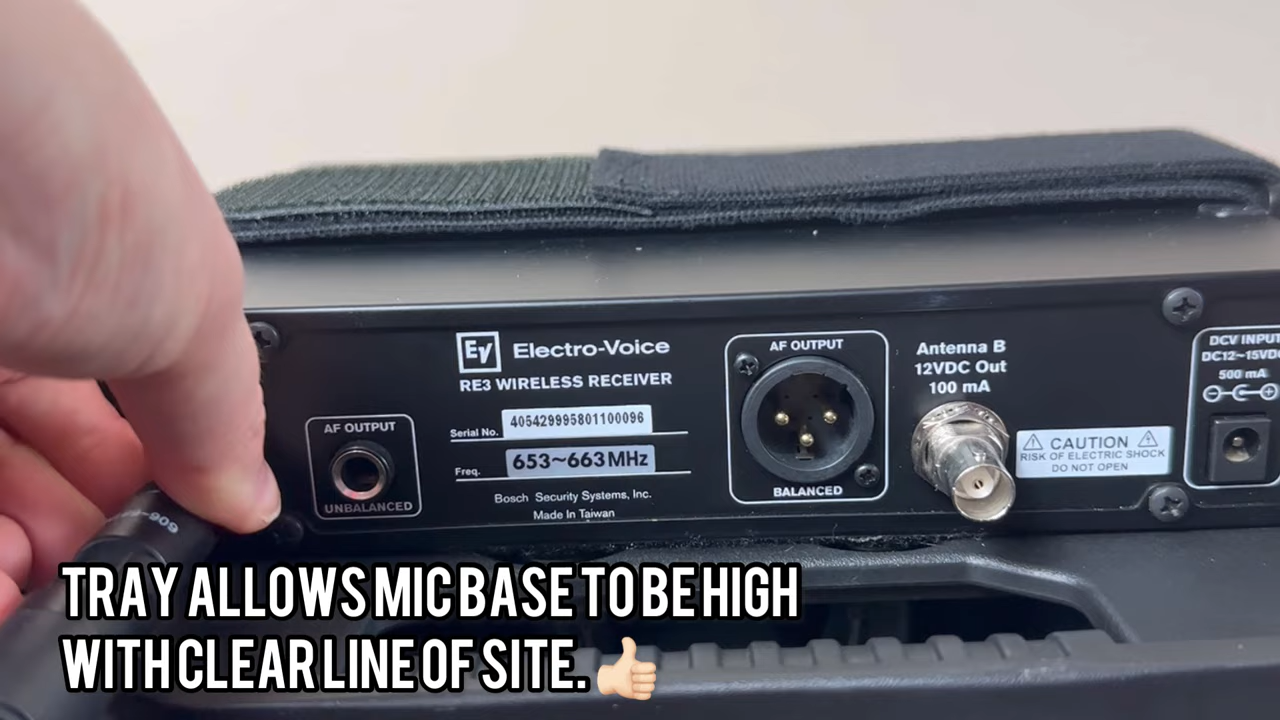 EV Electro-Voice
RE3 WIRELESS RECEIVER
Serial No. 405429995801100096
Freq. 653~663MHz
Bosch Security Systems, Inc.
Made In Taiwan
AF OUTPUT
UNBALANCED
AF OUTPUT
BALANCED
Antenna B
12VDC Out
100 mA
CAUTION
RISK OF ELECTRIC SHOCK
DO NOT OPEN
DCV INPUT
500 mA
TRAY ALLOWS MIC BASE TO BE HIGH
WITH CLEAR LINE OF SITE. 👍🏻